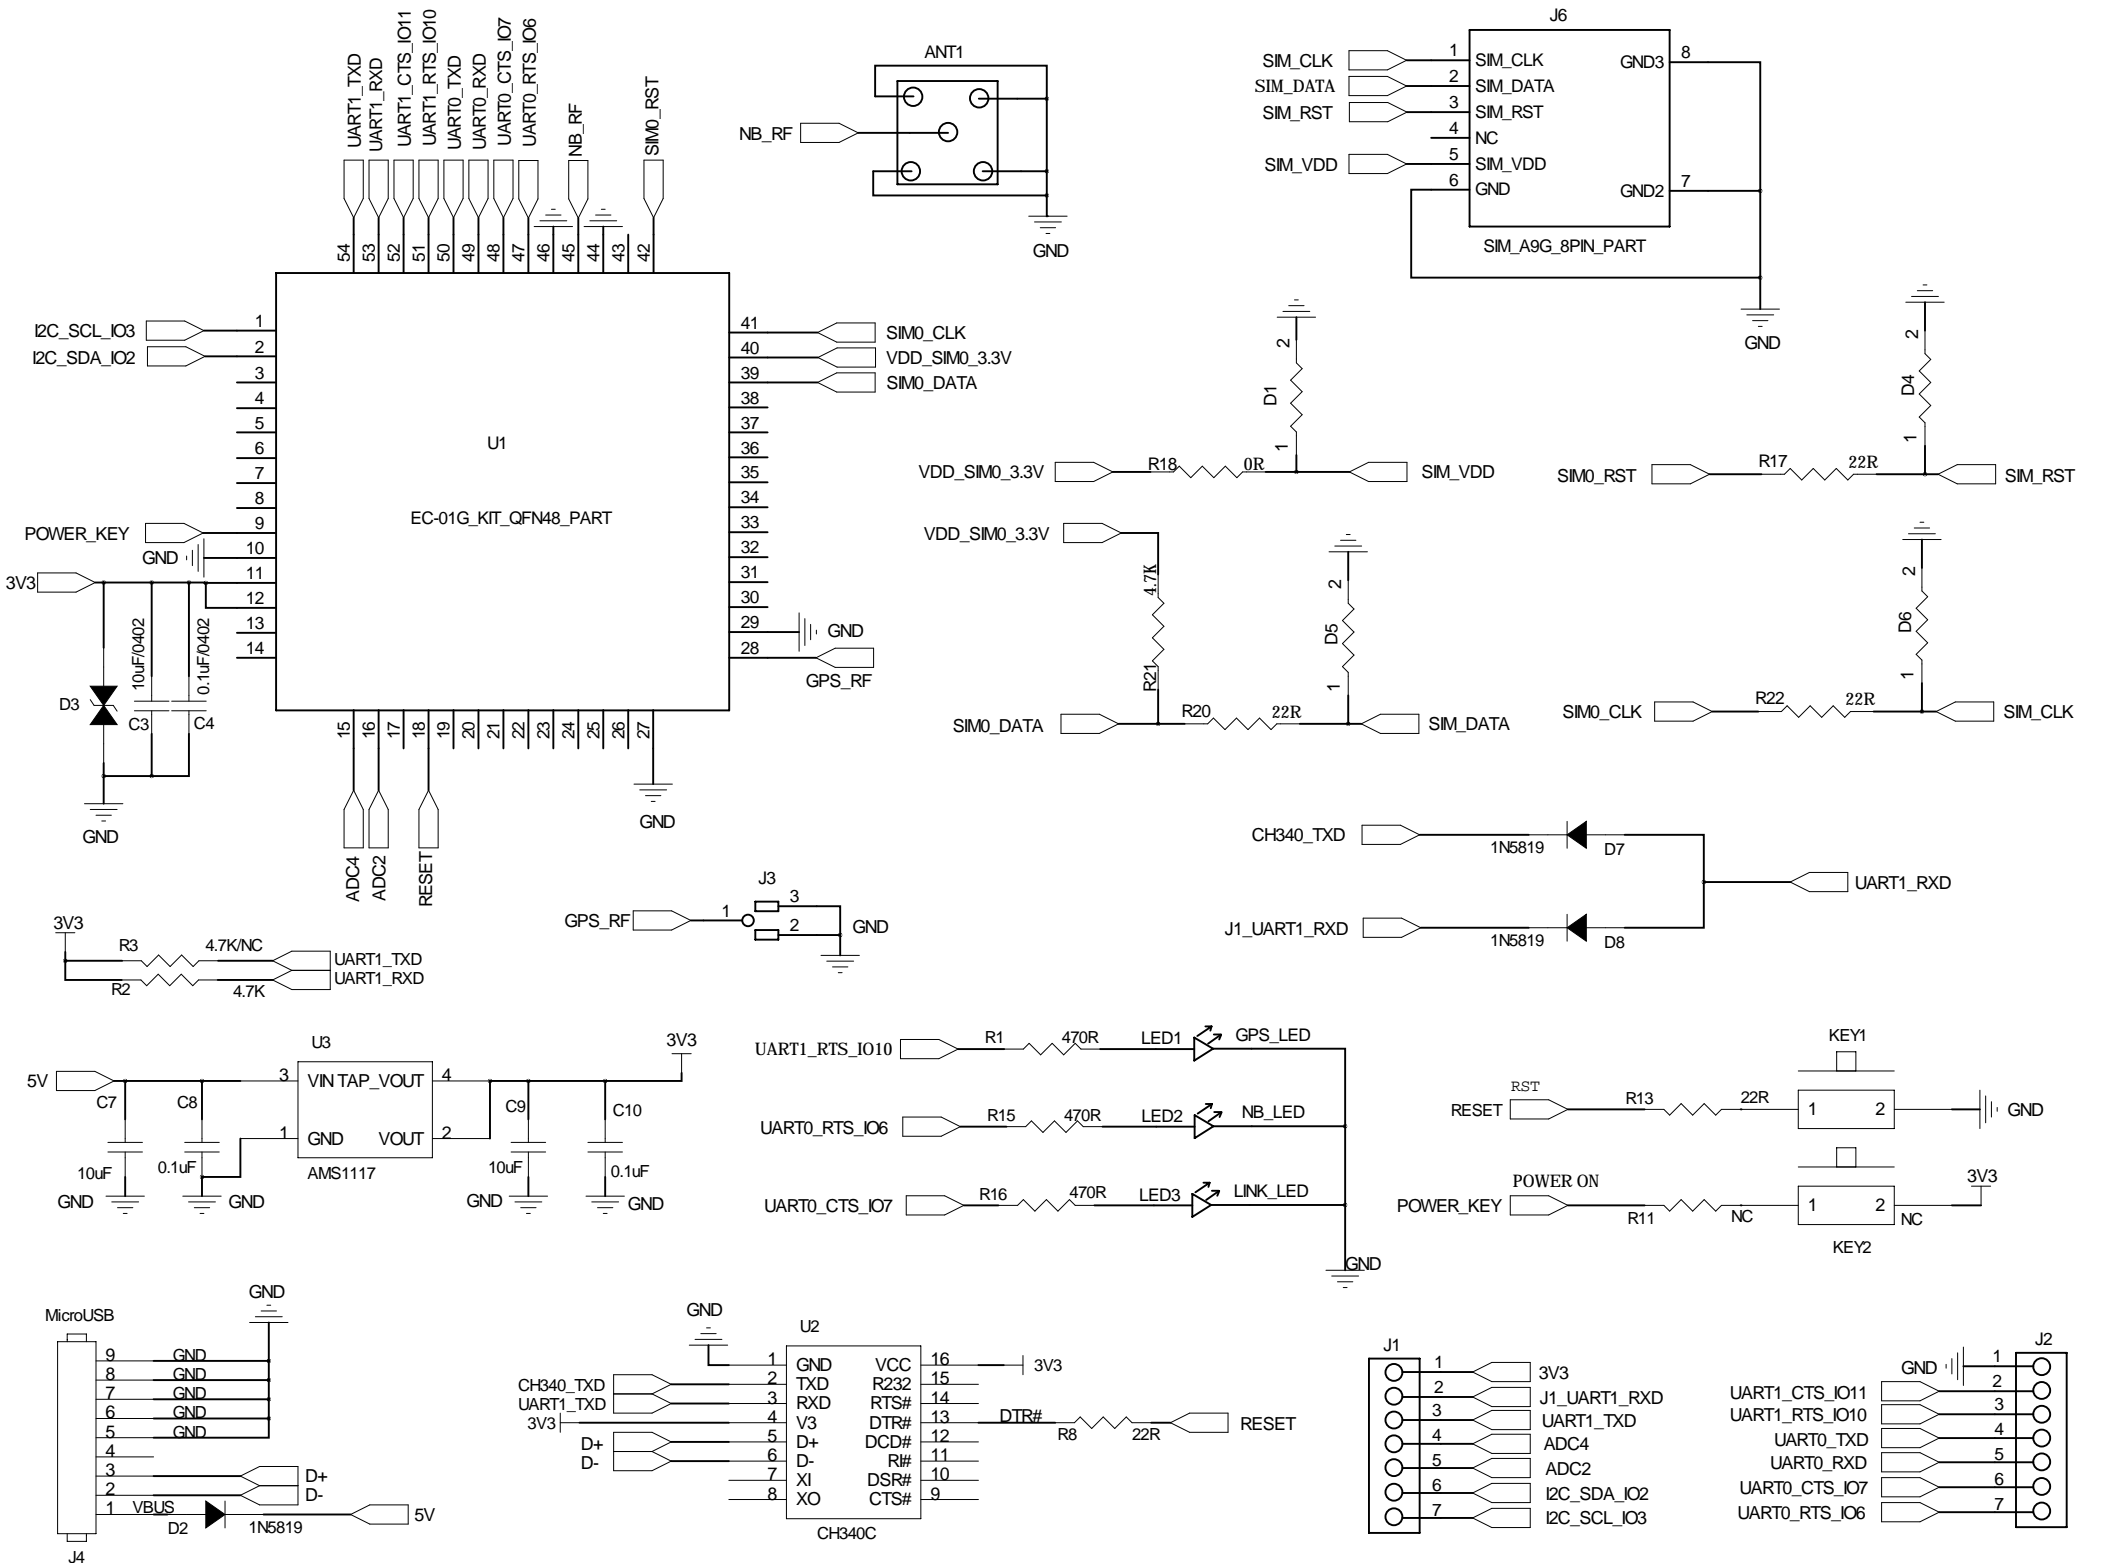 UART1_TXD
UART1_RXD
UART1_CTS_IO11
UART1_RTS_IO10
UART0_TXD
UART0_RXD
UART0_CTS_IO7
UART0_RTS_IO6
NB_RF
SIM0_RST
54
53
52
51
50
49
48
47
46
45
44
43
42
I2C_SCL_IO3
1
I2C_SDA_IO2
2
3
4
5
6
7
8
POWER_KEY
9
GND
10
3V3
11
12
13
14
U1
EC-01G_KIT_QFN48_PART
41
SIM0_CLK
40
VDD_SIM0_3.3V
39
SIM0_DATA
38
37
36
35
34
33
32
31
30
29
GND
28
GPS_RF
15
16
17
18
19
20
21
22
23
24
25
26
27
ADC4
ADC2
RESET
GND
D3
10uF/0402
C3
0.1uF/0402
C4
GND
ANT1
NB_RF
GND
J6
SIM_CLK
1
SIM_CLK
SIM_DATA
2
SIM_DATA
SIM_RST
3
SIM_RST
4
NC
SIM_VDD
5
SIM_VDD
6
GND
GND3
8
GND2
7
SIM_A9G_8PIN_PART
GND
2
D1
1
VDD_SIM0_3.3V
R18
0R
SIM_VDD
2
D4
1
SIM0_RST
R17
22R
SIM_RST
VDD_SIM0_3.3V
4.7K
R21
2
D5
1
SIM0_DATA
R20
22R
SIM_DATA
2
D6
1
SIM0_CLK
R22
22R
SIM_CLK
CH340_TXD
1N5819
D7
UART1_RXD
J1_UART1_RXD
1N5819
D8
J3
GPS_RF
1
3
2
GND
3V3
R3
4.7K/NC
UART1_TXD
R2
4.7K
UART1_RXD
U3
5V
C7
10uF
GND
C8
0.1uF
GND
3
VIN
TAP_VOUT
4
1
GND
VOUT
2
AMS1117
C9
10uF
GND
C10
0.1uF
GND
3V3
UART1_RTS_IO10
R1
470R
LED1
GPS_LED
UART0_RTS_IO6
R15
470R
LED2
NB_LED
UART0_CTS_IO7
R16
470R
LED3
LINK_LED
GND
KEY1
RST
RESET
R13
22R
1
2
GND
POWER ON
POWER_KEY
R11
NC
1
2
NC
3V3
KEY2
MicroUSB
GND
9
GND
8
GND
7
GND
6
GND
5
GND
4
3
D+
2
D-
1
VBUS
D2
1N5819
5V
J4
GND
U2
1
GND
VCC
16
3V3
CH340_TXD
2
TXD
R232
15
UART1_TXD
3
RXD
RTS#
14
3V3
4
V3
DTR#
13
DTR#
R8
22R
RESET
D+
5
D+
DCD#
12
D-
6
D-
RI#
11
7
XI
DSR#
10
8
XO
CTS#
9
CH340C
J1
1
3V3
2
J1_UART1_RXD
3
UART1_TXD
4
ADC4
5
ADC2
6
I2C_SDA_IO2
7
I2C_SCL_IO3
J2
GND
1
UART1_CTS_IO11
2
UART1_RTS_IO10
3
UART0_TXD
4
UART0_RXD
5
UART0_CTS_IO7
6
UART0_RTS_IO6
7